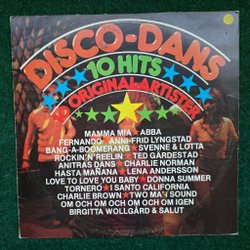 DISCO-DANS
10 HITS
10 ORIGINALARTISTER
MAMMA MIA★ABBA
FERNANDO★ANNI-FRID LYNGSTAD
BANG-A-BOOMERANG★SVENNE & LOTTA
ROCKIN'N'REELIN★TED GÄRDESTAD
ANITRAS DANS★CHARLIE NORMAN
HASTA MAÑANA★LENA ANDERSSON
LOVE TO LOVE YOU BABY★DONNA SUMMER
TORNERO★I SANTO CALIFORNIA
CHARLIE BROWN★TWO MAN SOUND
OM OCH OM OCH OM OCH OM IGEN
BIRGITTA WOLLGÅRD & SALUT